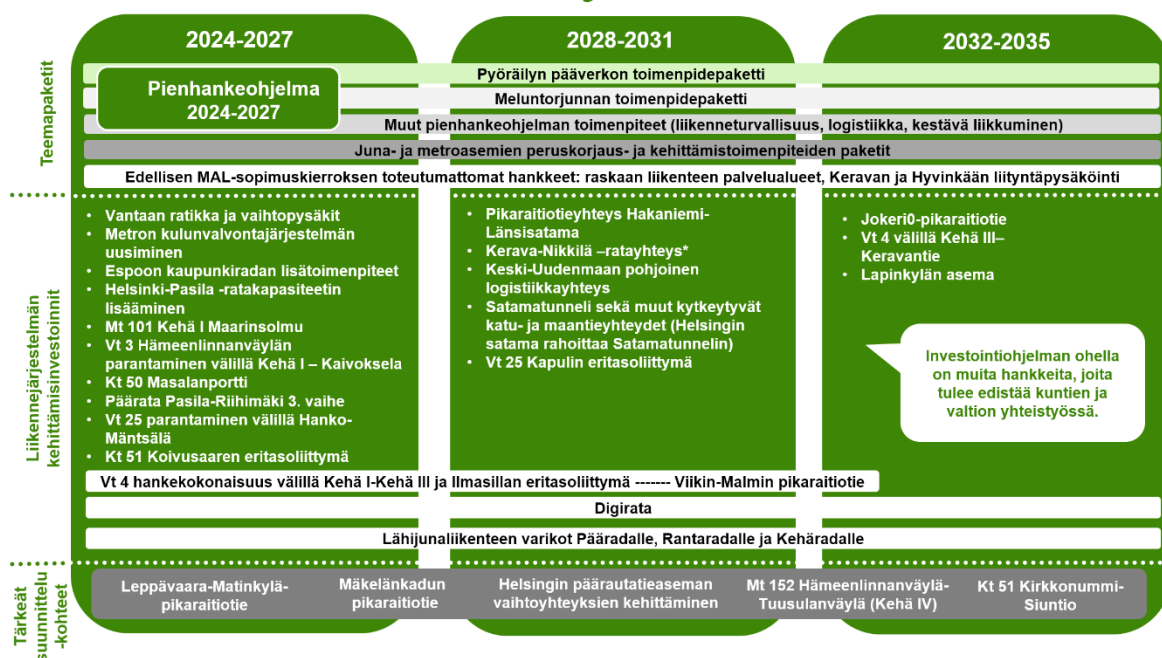 2024-2027
2028-2031
2032-2035
Teemapaketit
Pienhankeohjelma
2024-2027
Pyöräilyn pääverkon toimenpidepaketti
Meluntorjunnan toimenpidepaketti
Muut pienhankeohjelman toimenpiteet (liikenneturvallisuus, logistiikka, kestävä liikkuminen)
Juna- ja metroasemien peruskorjaus- ja kehittämistoimenpiteiden paketit
Edellisen MAL-sopimuskierroksen toteutumattomat hankkeet: raskaan liikenteen palvelualueet, Keravan ja Hyvinkään liityntäpysäköinti
Liikennejärjestelmän
kehittämisinvestoinnit
• Vantaan ratikka ja vaihtopysäkit
• Metron kulunvalvontajärjestelmän
uusiminen
• Espoon kaupunkiradan lisätoimenpiteet
• Helsinki-Pasila -ratakapasiteetin
lisääminen
• Mt 101 Kehä I Maarinsolmu
• Vt 3 Hämeenlinnanväylän
parantaminen välillä Kehä I – Kaivoksela
• Kt 50 Masalanportti
• Päärata Pasila-Riihimäki 3. vaihe
• Vt 25 parantaminen välillä Hanko-
Mäntsälä
• Kt 51 Koivusaaren eritasoliittymä
• Pikaraitiotieyhteys Hakaniemi-
Länsisatama
• Kerava-Nikkilä –ratayhteys*
• Keski-Uudenmaan pohjoinen
logistiikkayhteys
• Satamatunneli sekä muut kytkeytyvät
katu- ja maantieyhteydet (Helsingin
satama rahoittaa Satamatunnelin)
• Vt 25 Kapulin eritasoliittymä
• Jokeri0-pikaraitiotie
• Vt 4 välillä Kehä III–
Keravantie
• Lapinkylän asema
Investointiohjelman ohella
on muita hankkeita, joita
tulee edistää kuntien ja
valtion yhteistyössä.
Vt 4 hankekokonaisuus välillä Kehä I-Kehä III ja Ilmasillan eritasoliittymä ------- Viikin-Malmin pikaraitiotie
Digirata
Lähijunaliikenteen varikot Pääradalle, Rantaradalle ja Kehäradalle
Tärkeät
suunnittelu
-kohteet
Leppävaara-Matinkylä-
pikaraitiotie
Mäkelänkadun
pikaraitiotie
Helsingin päärautatieaseman
vaihtoyhteyksien kehittäminen
Mt 152 Hämeenlinnanväylä-
Tuusulanväylä (Kehä IV)
Kt 51 Kirkkonummi-
Siuntio